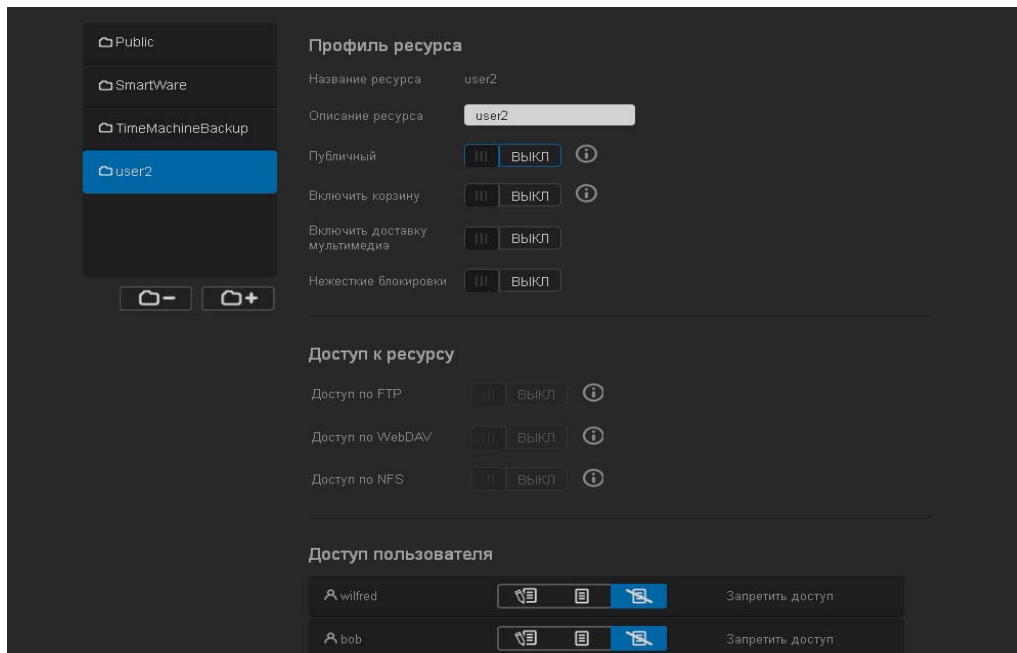 Public
SmartWare
TimeMachineBackup
user2
Профиль ресурса
Название ресурса user2
Описание ресурса user2
Публичный ВЫКЛ
Включить корзину ВЫКЛ
Включить доставку
мультимедиа ВЫКЛ
Нежесткие блокировки ВЫКЛ
Доступ к ресурсу
Доступ по FTP ВЫКЛ
Доступ по WebDAV ВЫКЛ
Доступ по NFS ВЫКЛ
Доступ пользователя
wilfred Запретить доступ
bob Запретить доступ